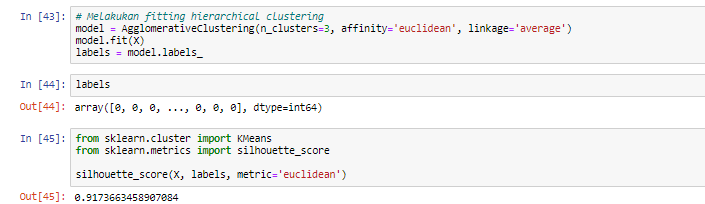 In [43]: # Melakukan fitting hierarchical clustering
model = AgglomerativeClustering(n_clusters=3, affinity='euclidean', linkage='average')
model.fit(X)
labels = model.labels_
In [44]: labels
Out[44]: array([0, 0, 0, ..., 0, 0, 0], dtype=int64)
In [45]: from sklearn.cluster import KMeans
from sklearn.metrics import silhouette_score
silhouette_score(X, labels, metric='euclidean')
Out[45]: 0.9173663458907084